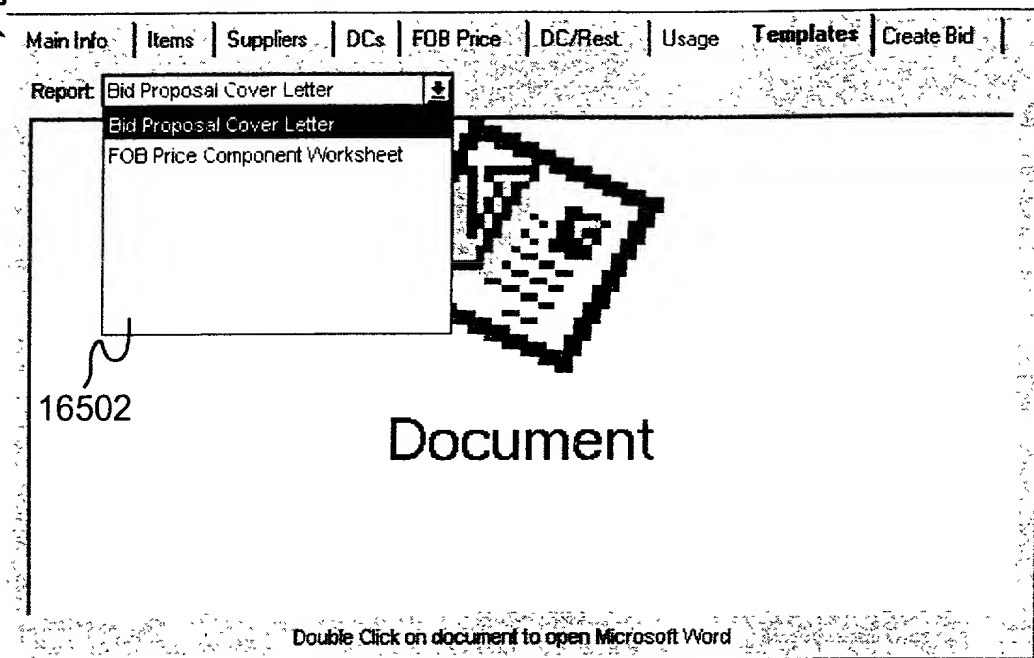 Main Info Items Suppliers DCs FOB Price DC/Rest Usage Templates Create Bid
Report: Bid Proposal Cover Letter
Bid Proposal Cover Letter
FOB Price Component Worksheet
16502
Document
Double Click on document to open Microsoft Word